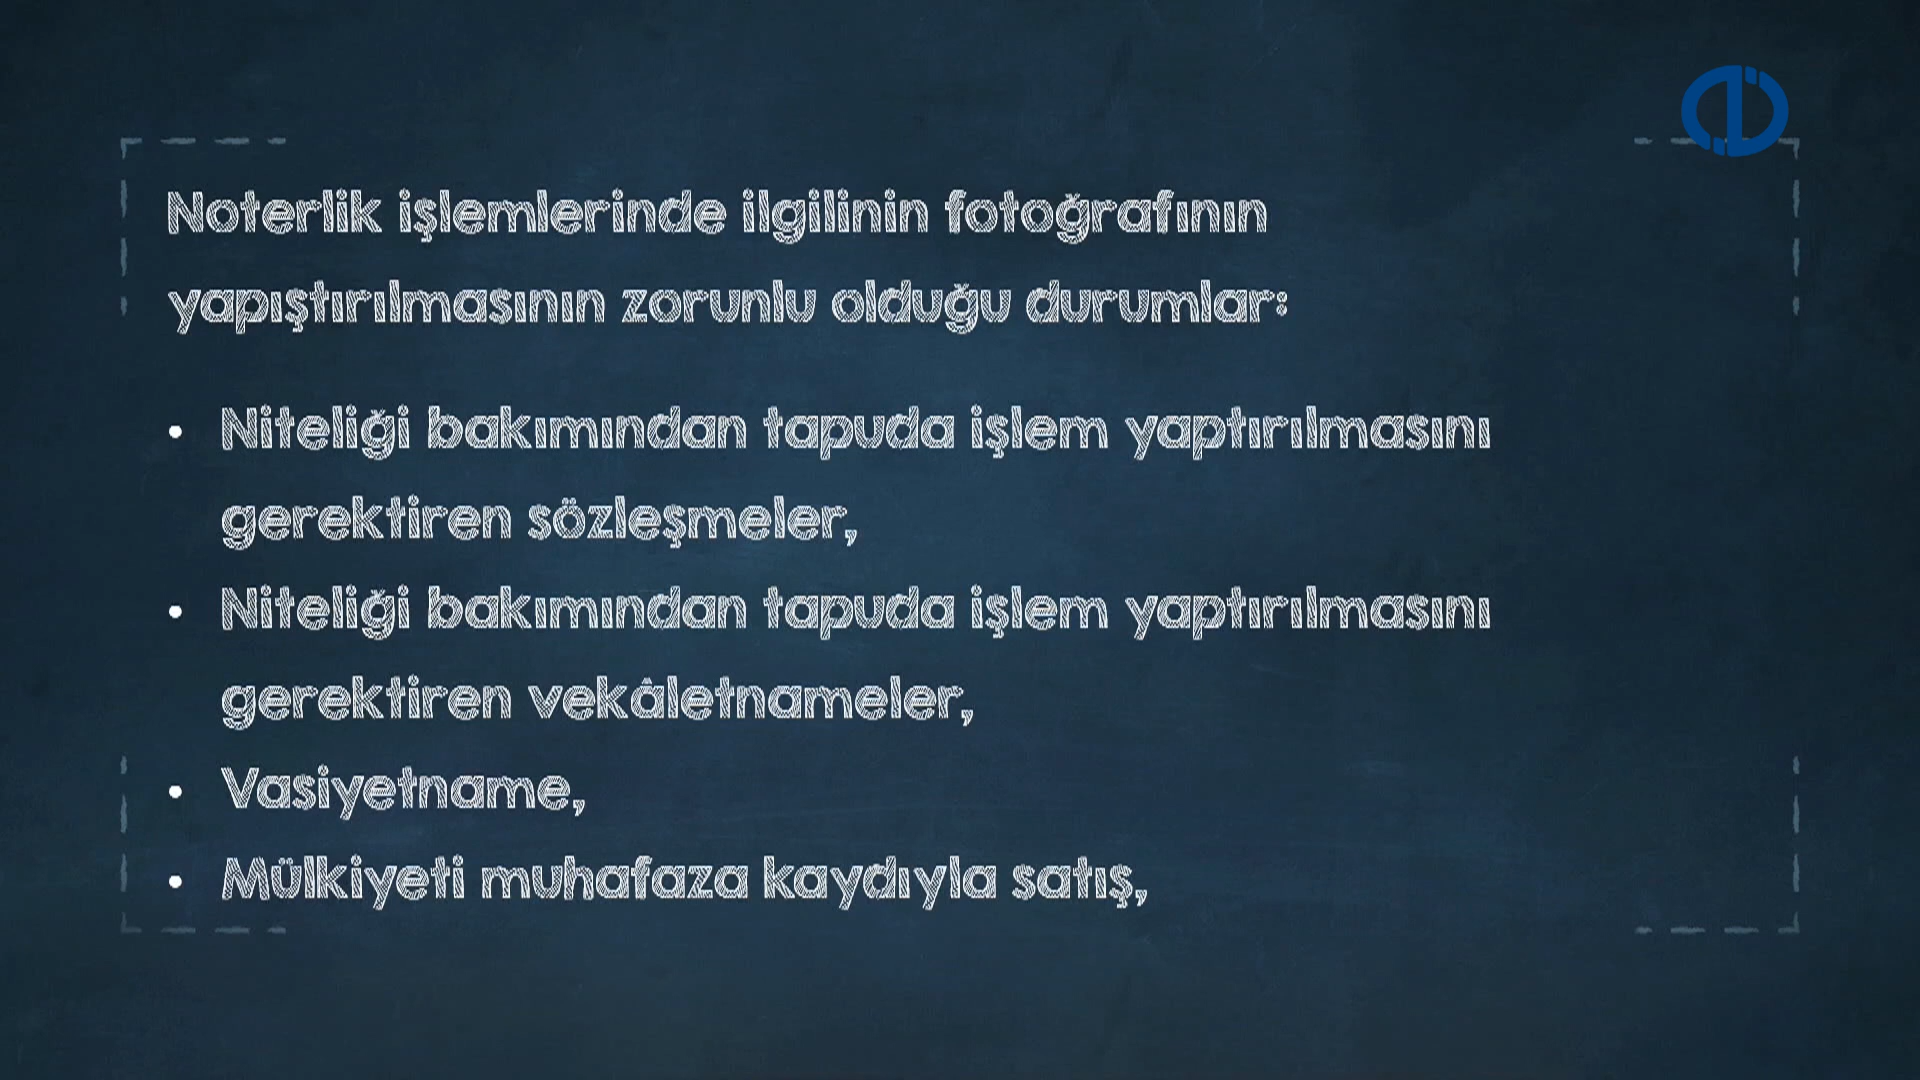 Noterlik işlemlerinde ilgilinin fotoğrafının
yapıştırılmasının zorunlu olduğu durumlar:
• Niteliği bakımından tapuda işlem yaptırılmasını
gerektiren sözleşmeler,
• Niteliği bakımından tapuda işlem yaptırılmasını
gerektiren vekâletnameler,
• Vasiyetname,
• Mülkiyeti muhafaza kaydıyla satış,